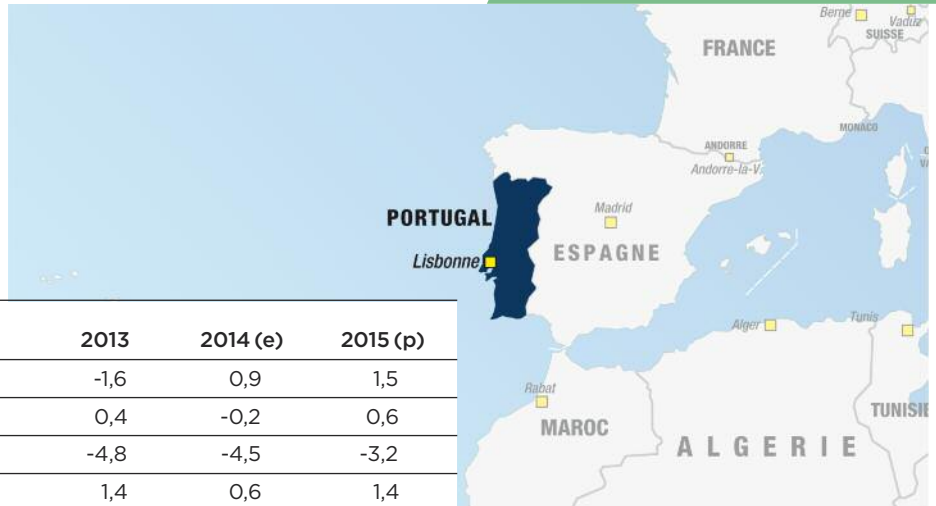 Berne
Vaduz
SUISSE
FRANCE
MONACO
ANDORRE
Andorre-la-V.
PORTUGAL
Madrid
Lisbonne
ESPAGNE
2013 2014 (e) 2015 (p)
-1,6 0,9 1,5
0,4 -0,2 0,6
-4,8 -4,5 -3,2
1,4 0,6 1,4
Alger
Tunis
Rabat
MAROC
TUNISIE
ALGERIE